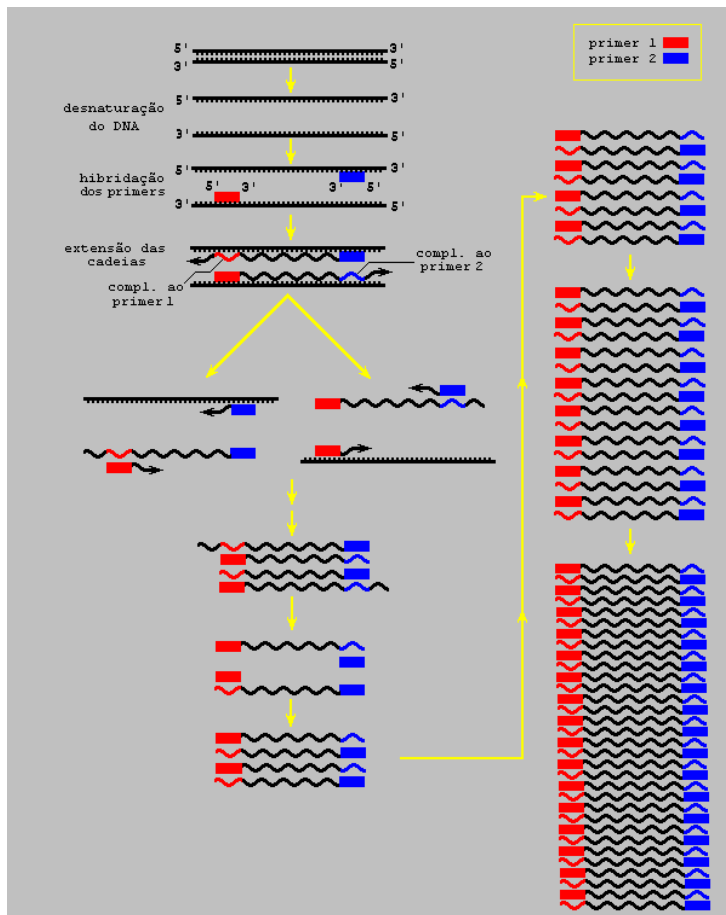 5' 3'
3' 5'
primer 1
primer 2
desnaturação
do DNA
5' 3'
3' 5'
hibridação
dos primers
5' 3'
5' 3' 3' 5'
3' 5'
extensão das
cadeias
compl. ao
primer 1
compl. ao
primer 2